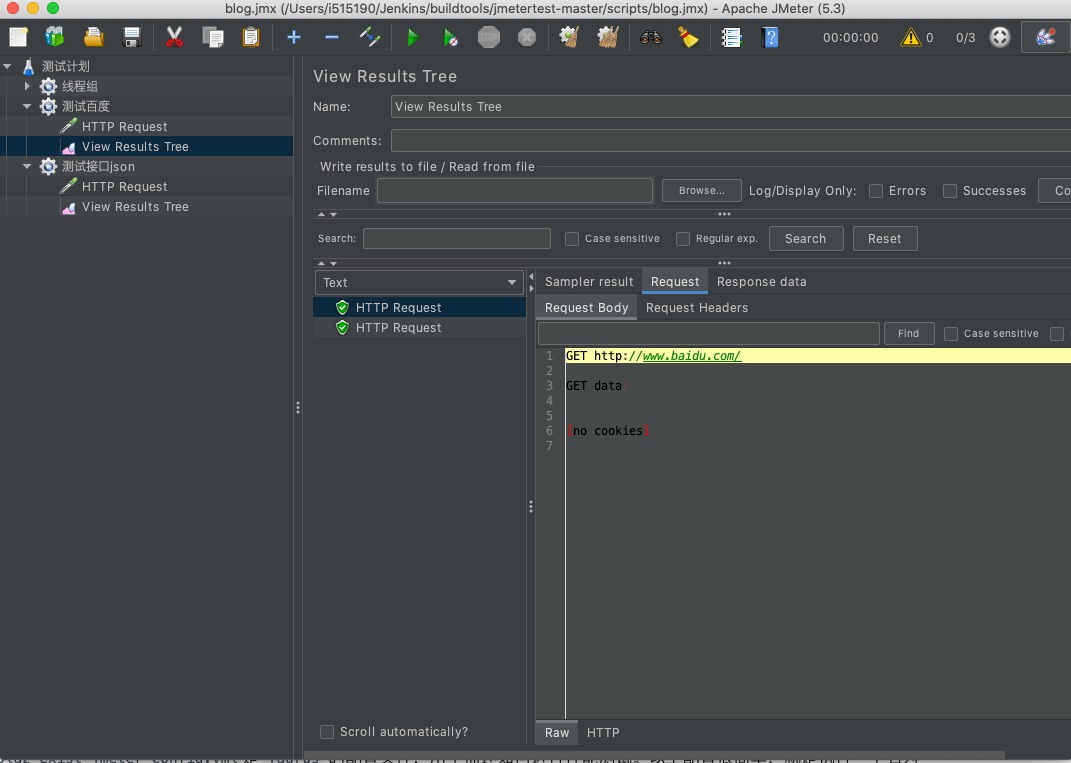 blog.jmx (/Users/i515190/Jenkins/buildtools/jmetertest-master/scripts/blog.jmx) - Apache JMeter (5.3)
STOP 00:00:00 0 0/3
测试计划
线程组
测试百度
HTTP Request
View Results Tree
测试接口json
HTTP Request
View Results Tree
View Results Tree
Name: View Results Tree
Comments:
Write results to file / Read from file
Filename Browse... Log/Display Only: Errors Successes Co
Search: Case sensitive Regular exp. Search Reset
Text
HTTP Request
HTTP Request
Scroll automatically?
Sampler result Request Response data
Request Body Request Headers
Find Case sensitive
1 GET http://www.baidu.com/
2
3 GET data:
4
5
6 [no cookies]
7
Raw HTTP